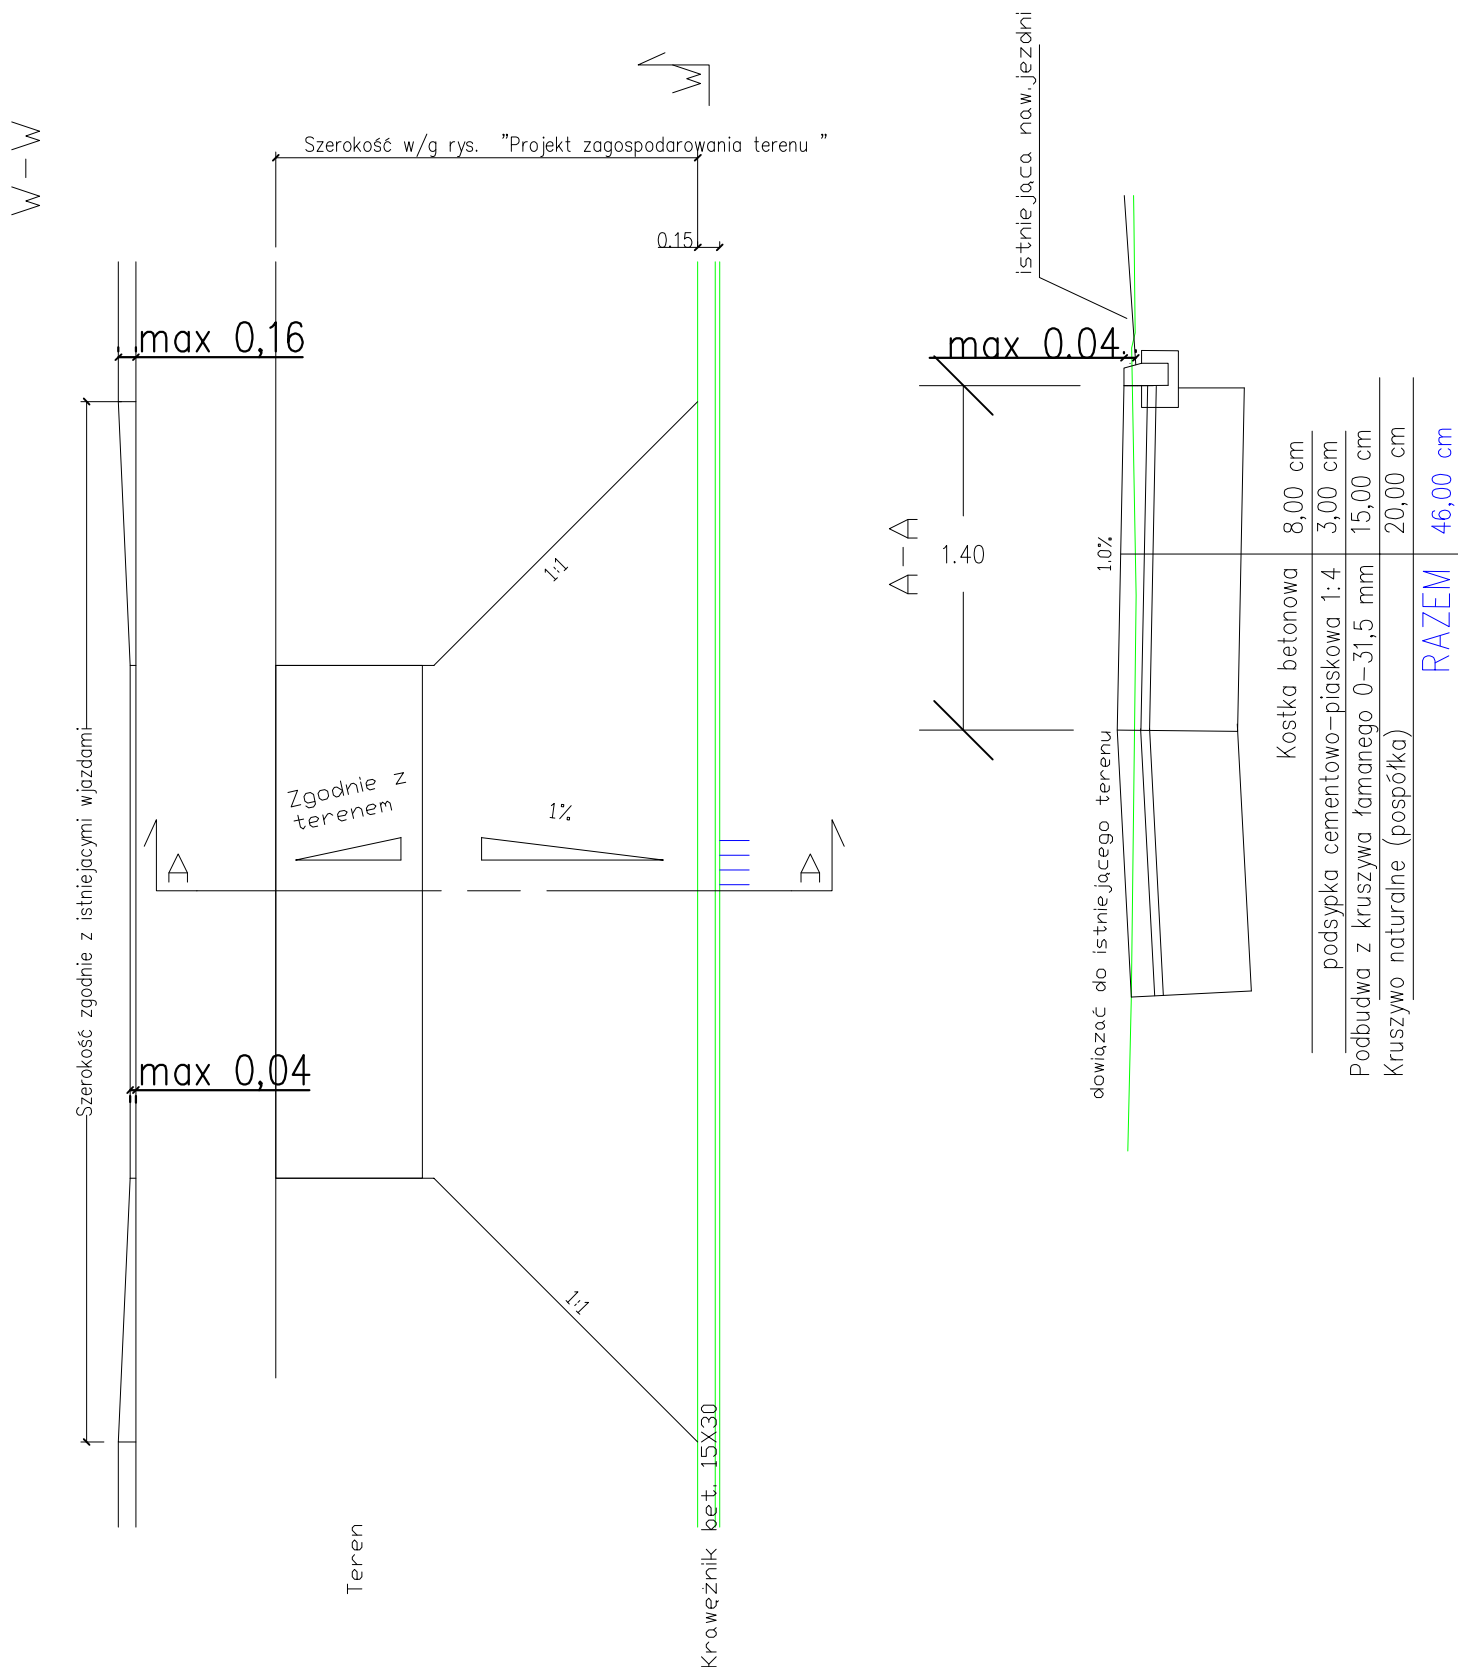 W-W
W
Szerokość w/g rys. "Projekt zagospodarowania terenu "
0.15
max 0,16
Szerokość zgodnie z istniejacymi wjazdami
1:1
Zgodnie z
terenem
1%
A
A
max 0,04
1:1
Teren
Krawężnik bet. 15X30
istniejąca naw.jezdni
max 0.04
A-A
1.40
1.0%
dowiązać do istniejącego terenu
Kostka betonowa 8,00 cm
podsypka cementowo-piaskowa 1:4 3,00 cm
Podbudwa z kruszywa łamanego 0-31,5 mm 15,00 cm
Kruszywo naturalne (pospółka) 20,00 cm
RAZEM 46,00 cm